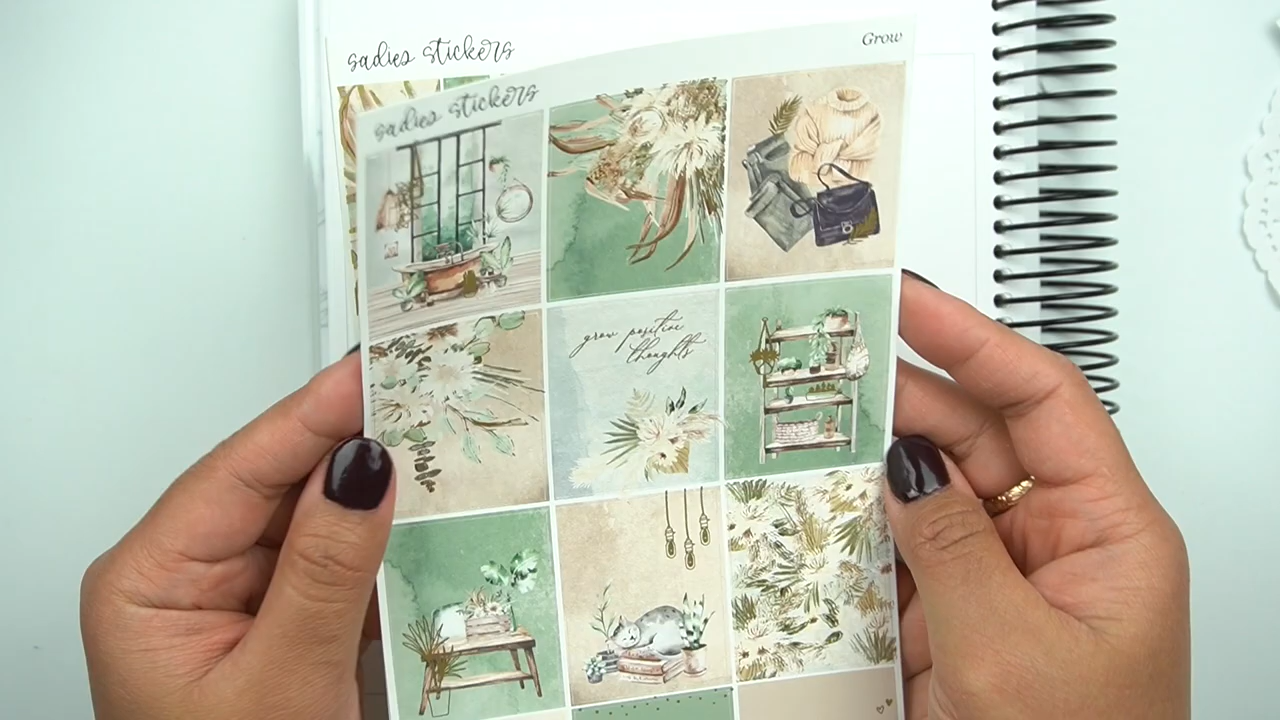 sadies stickers
Grow
sadies stickers
grow positive
thoughts